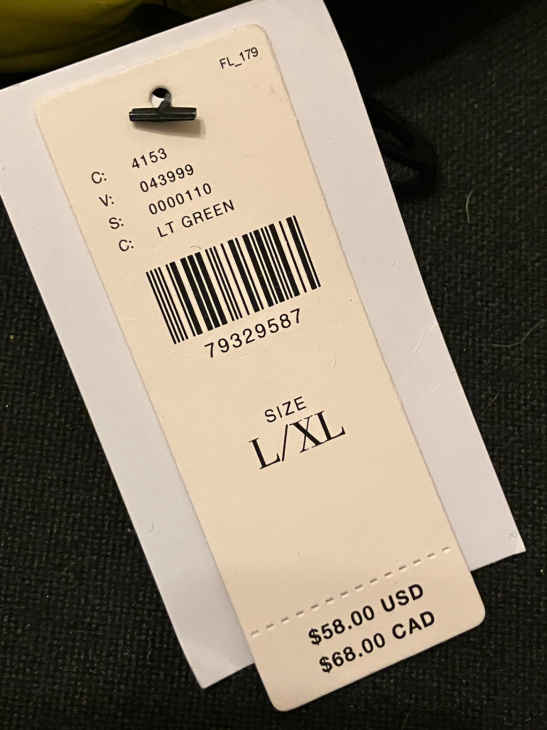 FL_179
C: 4153
V: 043999
S: 0000110
C: LT GREEN
79329587
SIZE
L/XL
$58.00 USD
$68.00 CAD